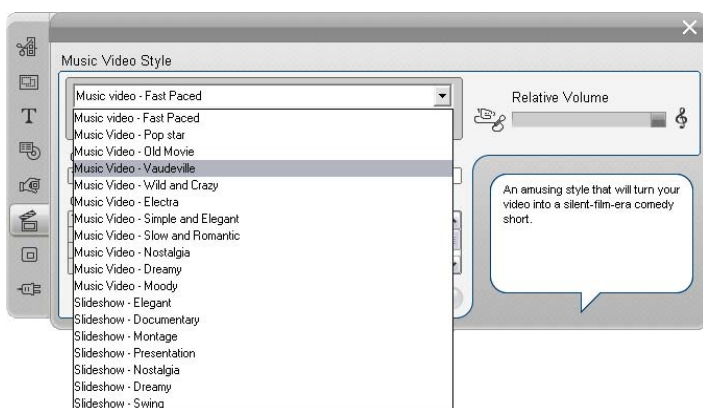 Music Video Style
Music video - Fast Paced
Music video - Fast Paced
Music Video - Pop star
Music Video - Old Movie
Music Video - Vaudeville
Music Video - Wild and Crazy
Music Video - Electra
Music Video - Simple and Elegant
Music Video - Slow and Romantic
Music Video - Nostalgia
Music Video - Dreamy
Music Video - Moody
Slideshow - Elegant
Slideshow - Documentary
Slideshow - Montage
Slideshow - Presentation
Slideshow - Nostalgia
Slideshow - Dreamy
Slideshow - Swing
Relative Volume
An amusing style that will turn your
video into a silent-film-era comedy
short.
T